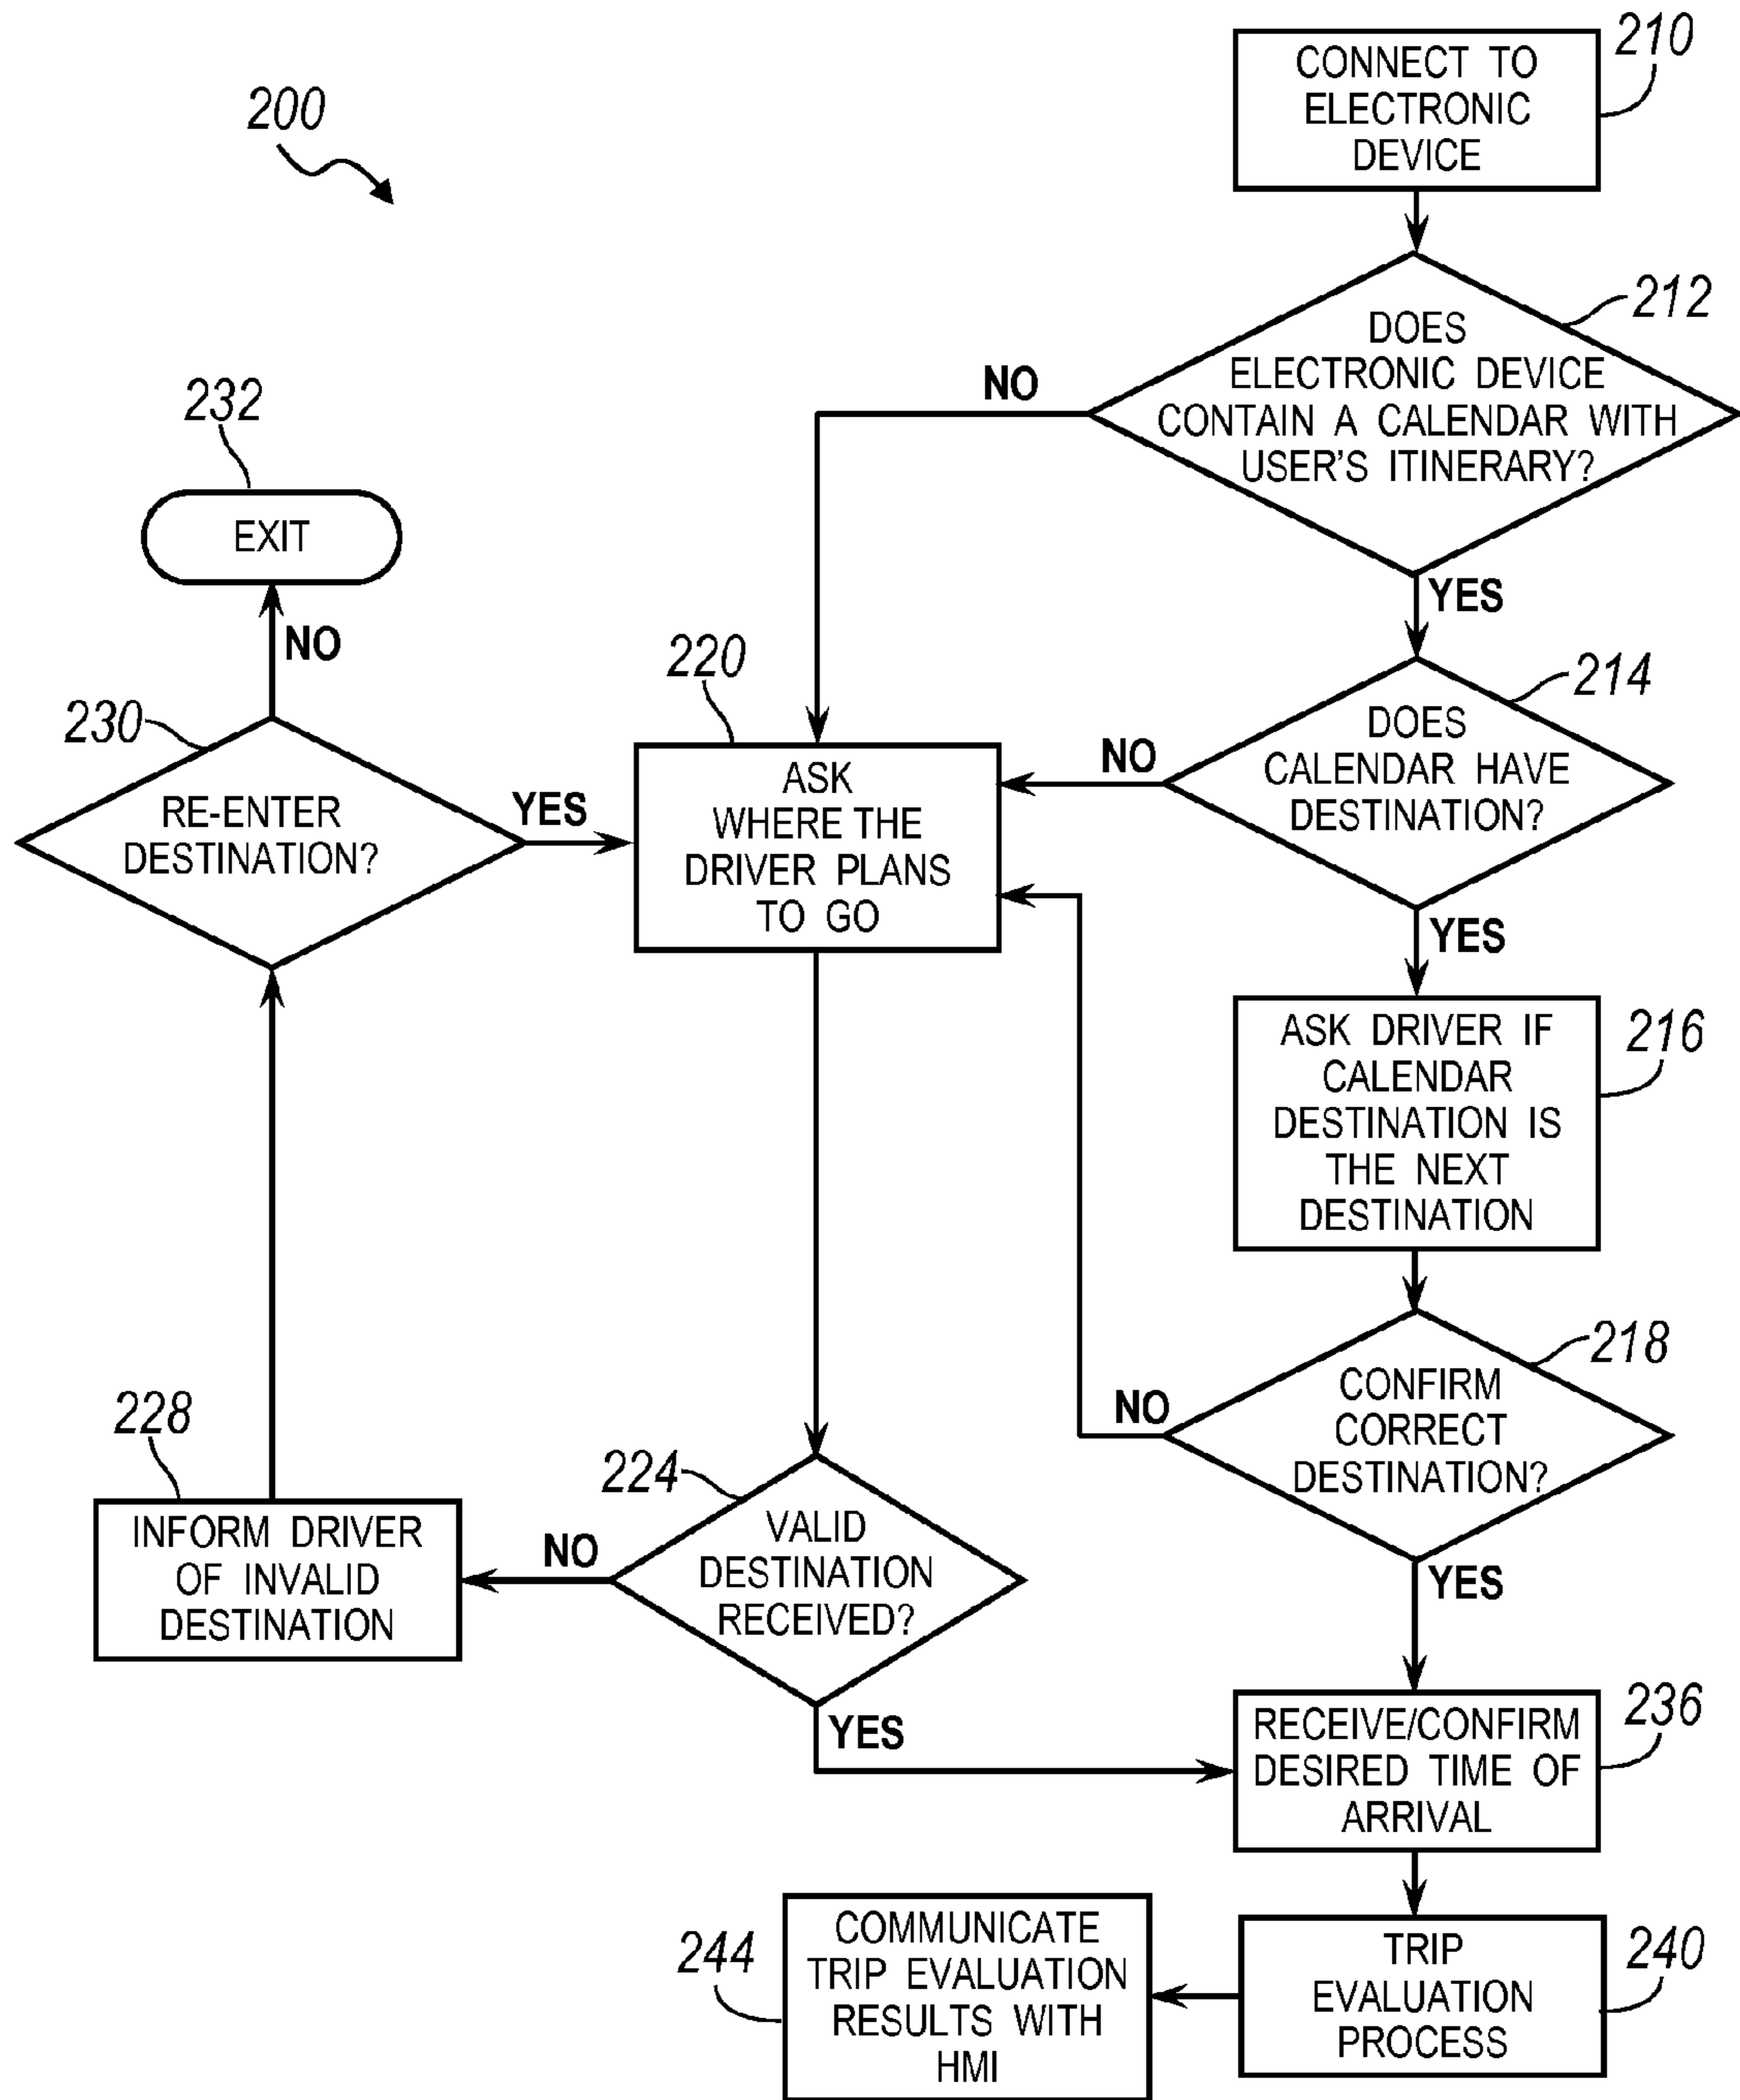 200
210
CONNECT TO
ELECTRONIC
DEVICE
212
DOES
ELECTRONIC DEVICE
CONTAIN A CALENDAR WITH
USER'S ITINERARY?
NO
YES
232
EXIT
NO
230
RE-ENTER
DESTINATION?
YES
220
ASK
WHERE THE
DRIVER PLANS
TO GO
214
DOES
CALENDAR HAVE
DESTINATION?
NO
YES
216
ASK DRIVER IF
CALENDAR
DESTINATION IS
THE NEXT
DESTINATION
218
CONFIRM
CORRECT
DESTINATION?
NO
YES
228
INFORM DRIVER
OF INVALID
DESTINATION
224
VALID
DESTINATION
RECEIVED?
NO
YES
236
RECEIVE/CONFIRM
DESIRED TIME OF
ARRIVAL
240
TRIP
EVALUATION
PROCESS
244
COMMUNICATE
TRIP EVALUATION
RESULTS WITH
HMI